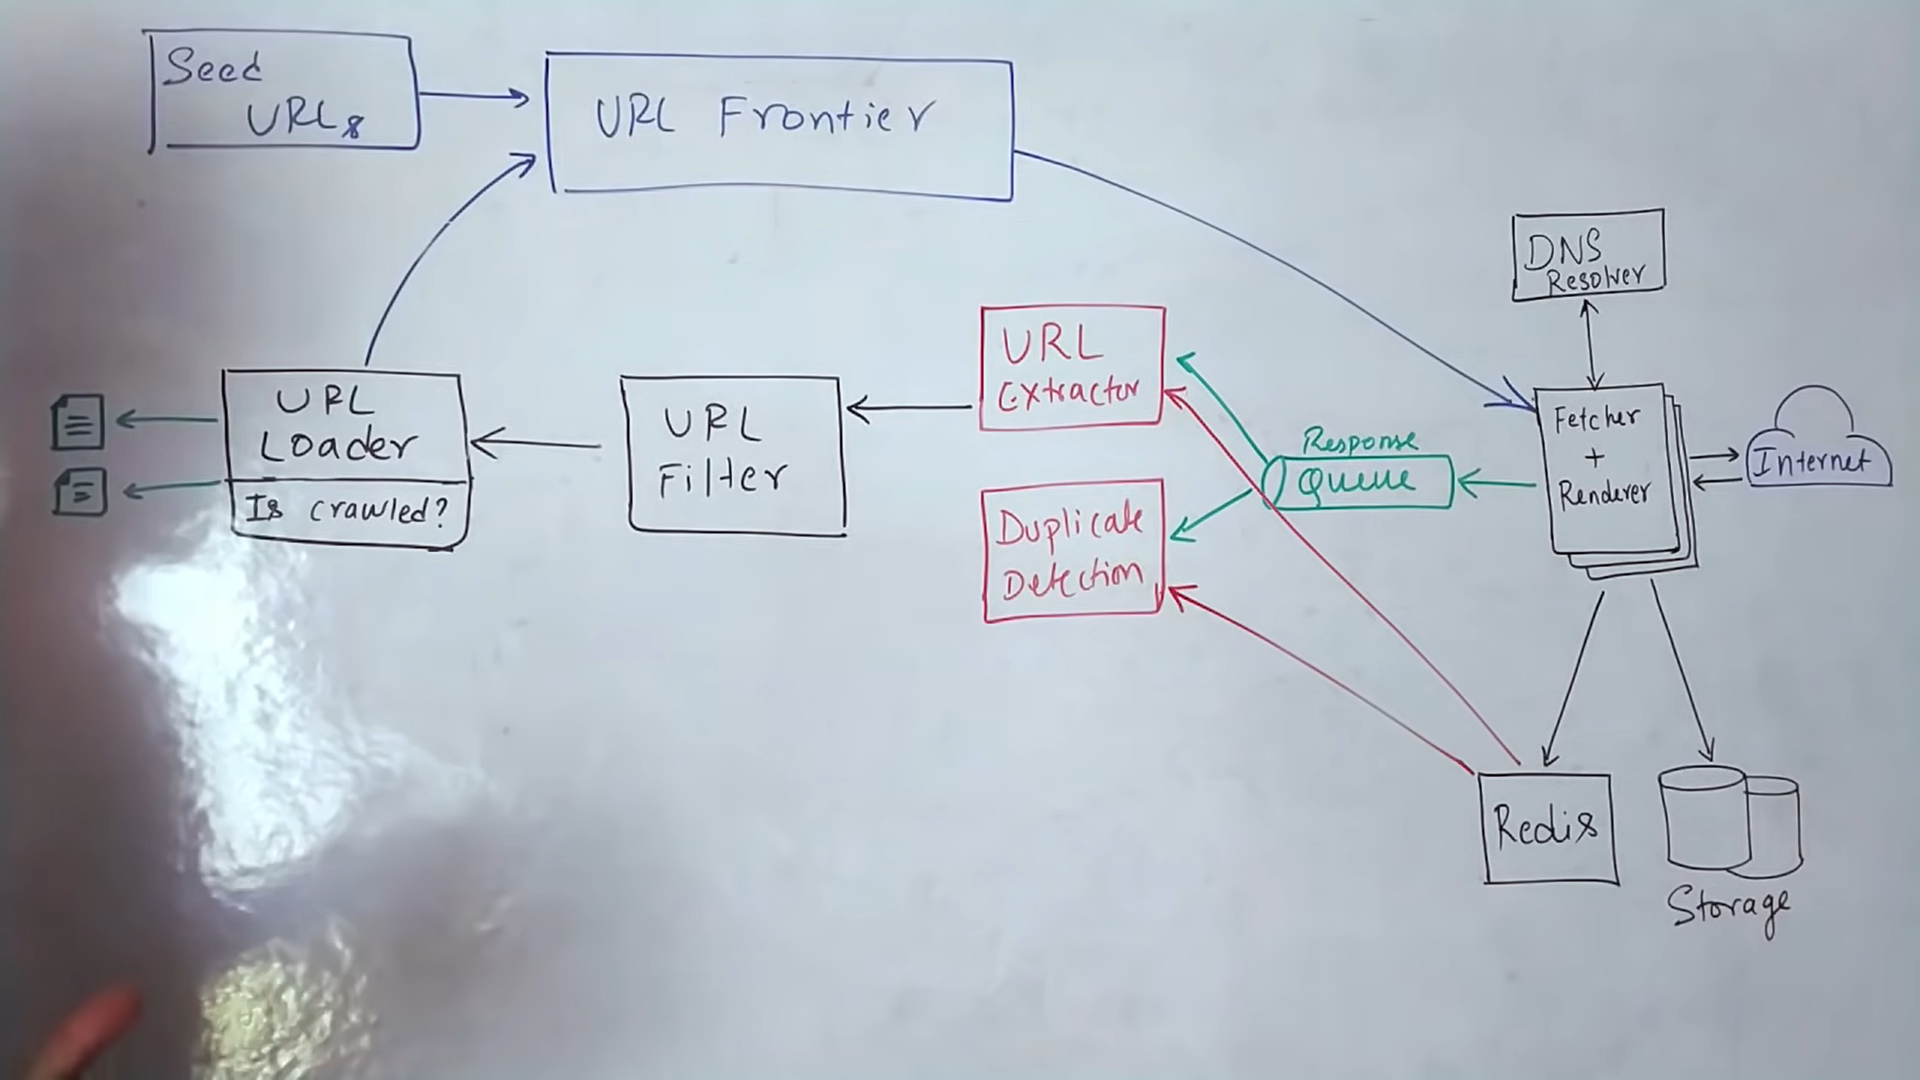 Seed
URLs
URL Frontier
DNS
Resolver
URL
Extractor
Fetcher
+
Renderer
Internet
Response
Queue
URL
Loader
Is crawled?
URL
Filter
Duplicate
Detection
Redis
Storage